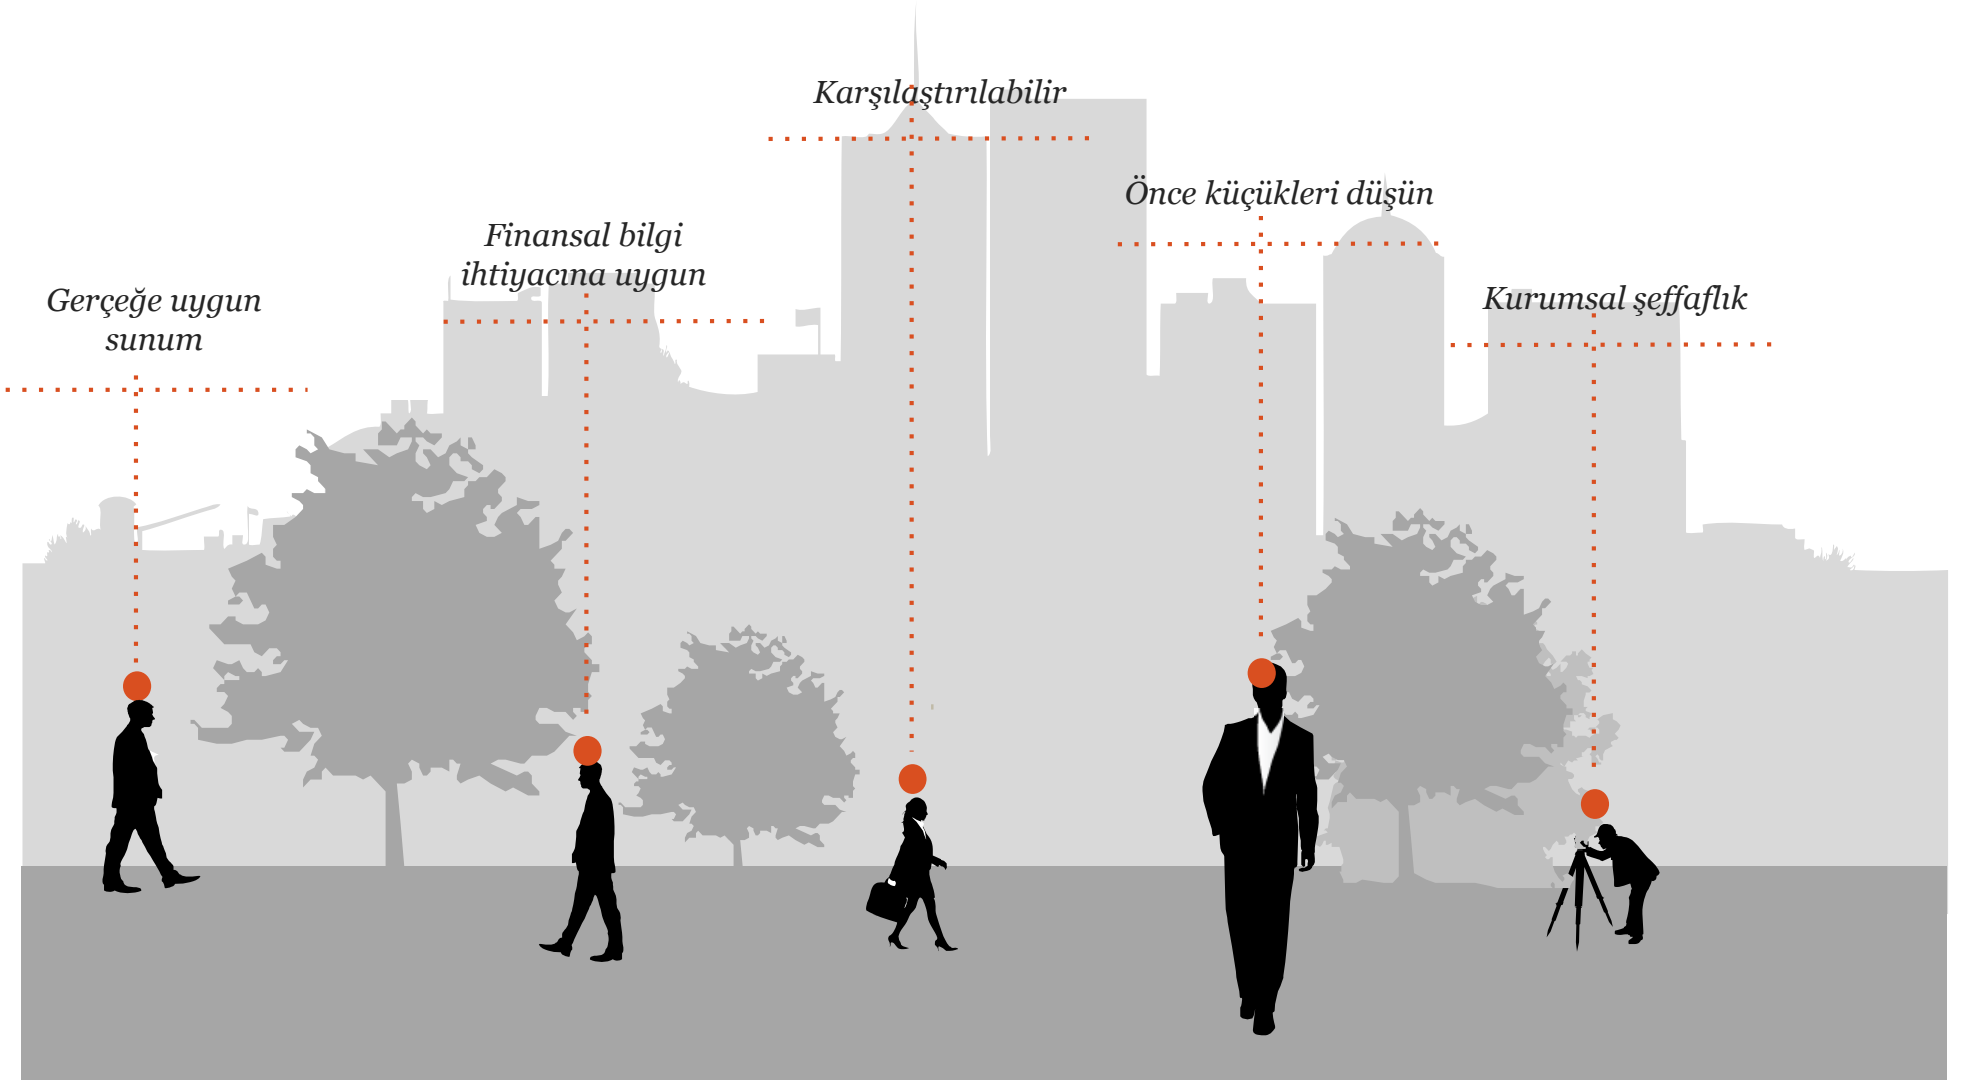 Gerçeğe uygun
sunum
Finansal bilgi
ihtiyacına uygun
Karşılaştırılabilir
Önce küçükleri düşün
Kurumsal şeffaflık